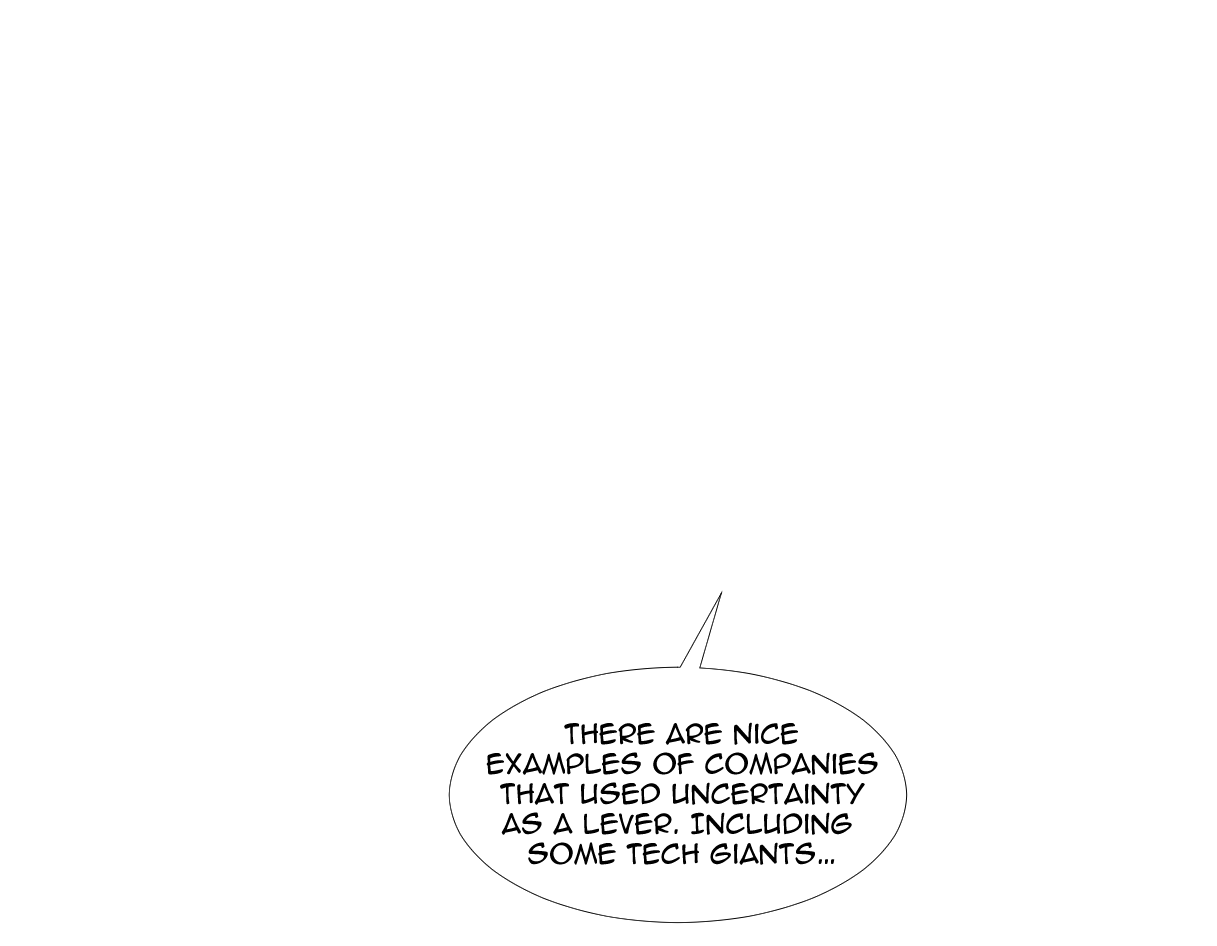 THERE ARE NICE
EXAMPLES OF COMPANIES
THAT USED UNCERTAINTY
AS A LEVER. INCLUDING
SOME TECH GIANTS...